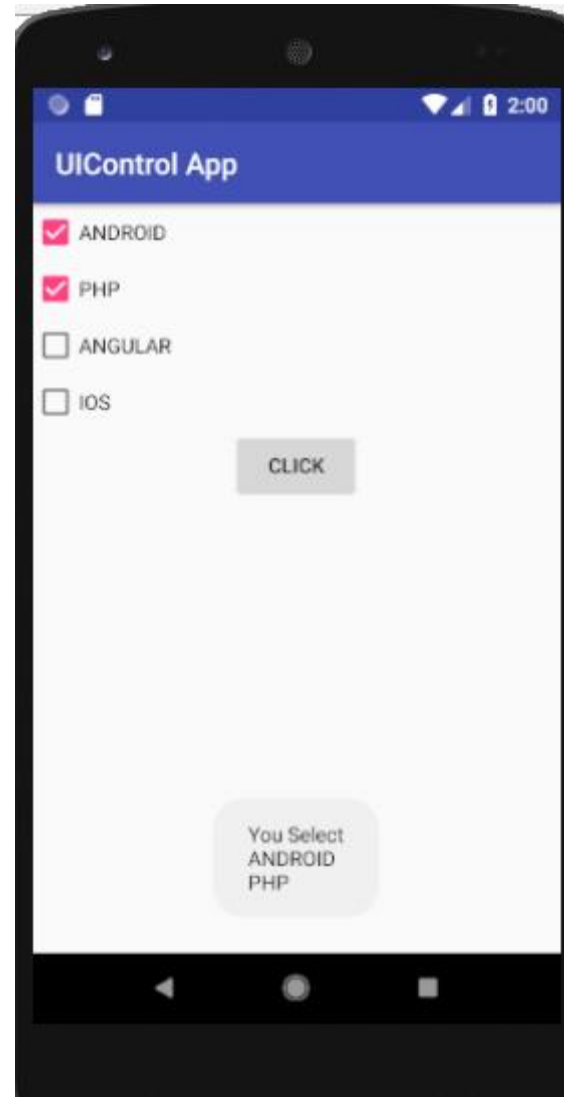 2:00
UIControl App
ANDROID
PHP
ANGULAR
IOS
CLICK
You Select
ANDROID
PHP